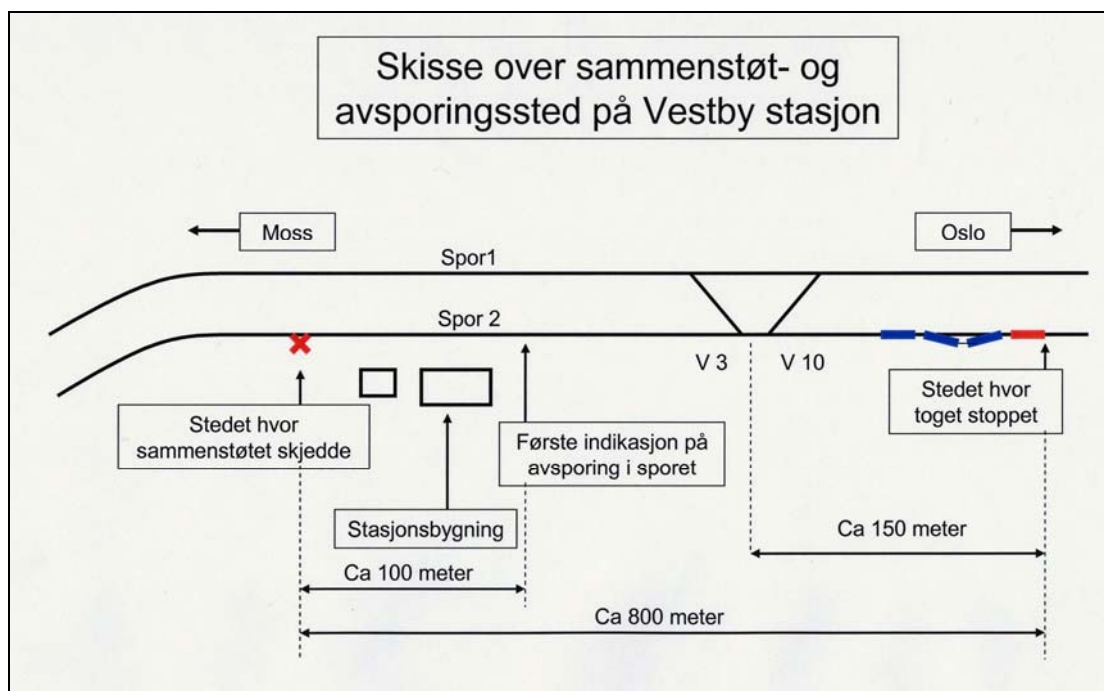 Skisse over sammenstøt- og
avsporingssted på Vestby stasjon
Moss
Oslo
Spor1
Spor 2
V 3
V 10
Stedet hvor
sammenstøtet skjedde
Første indikasjon på
avsporing i sporet
Stedet hvor
toget stoppet
Stasjonsbygning
Ca 150 meter
Ca 100 meter
Ca 800 meter